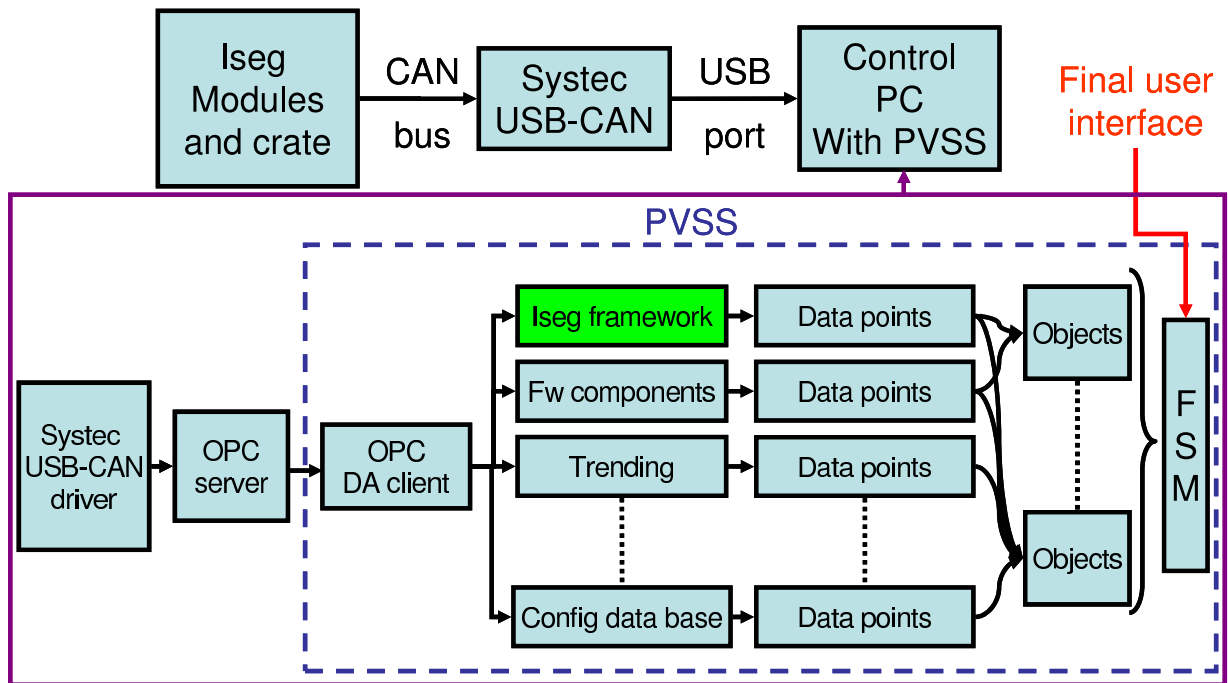 Iseg
Modules
and crate
CAN
bus
Systec
USB-CAN
USB
port
Control
PC
With PVSS
Final user
interface
PVSS
Iseg framework
Data points
Objects
Fw components
Data points
Systec
USB-CAN
driver
OPC
server
OPC
DA client
Trending
Data points
F
S
M
Objects
Config data base
Data points